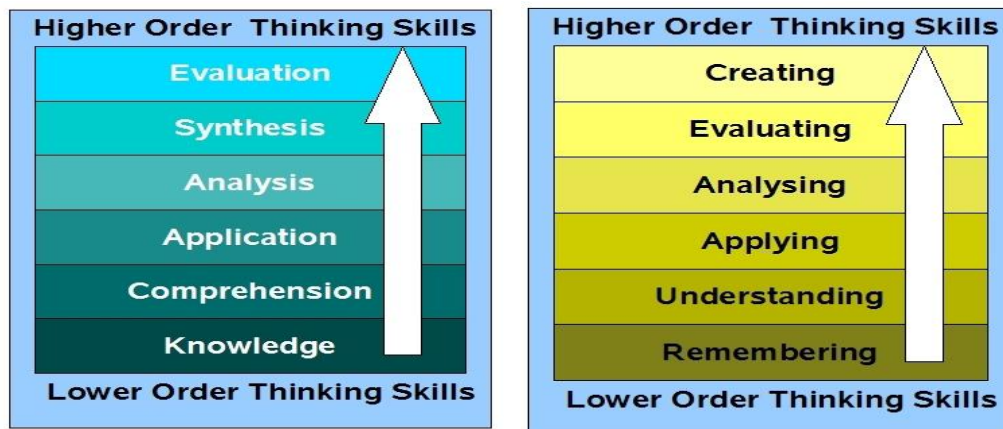 Higher Order Thinking Skills
Evaluation
Synthesis
Analysis
Application
Comprehension
Knowledge
Lower Order Thinking Skills
Higher Order Thinking Skills
Creating
Evaluating
Analysing
Applying
Understanding
Remembering
Lower Order Thinking Skills